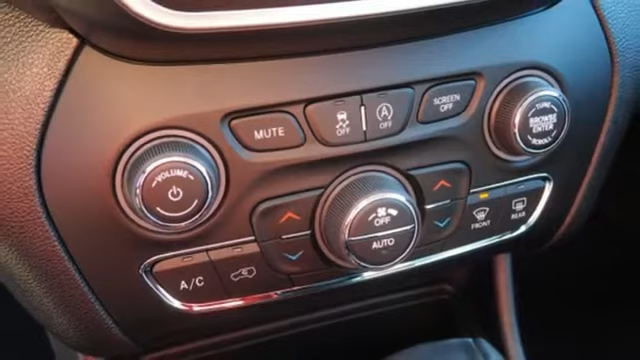 VOLUME
MUTE
OFF
A OFF
SCREEN OFF
TUNE
BROWSE
ENTER
SCROLL
OFF
AUTO
A/C
FRONT
REAR